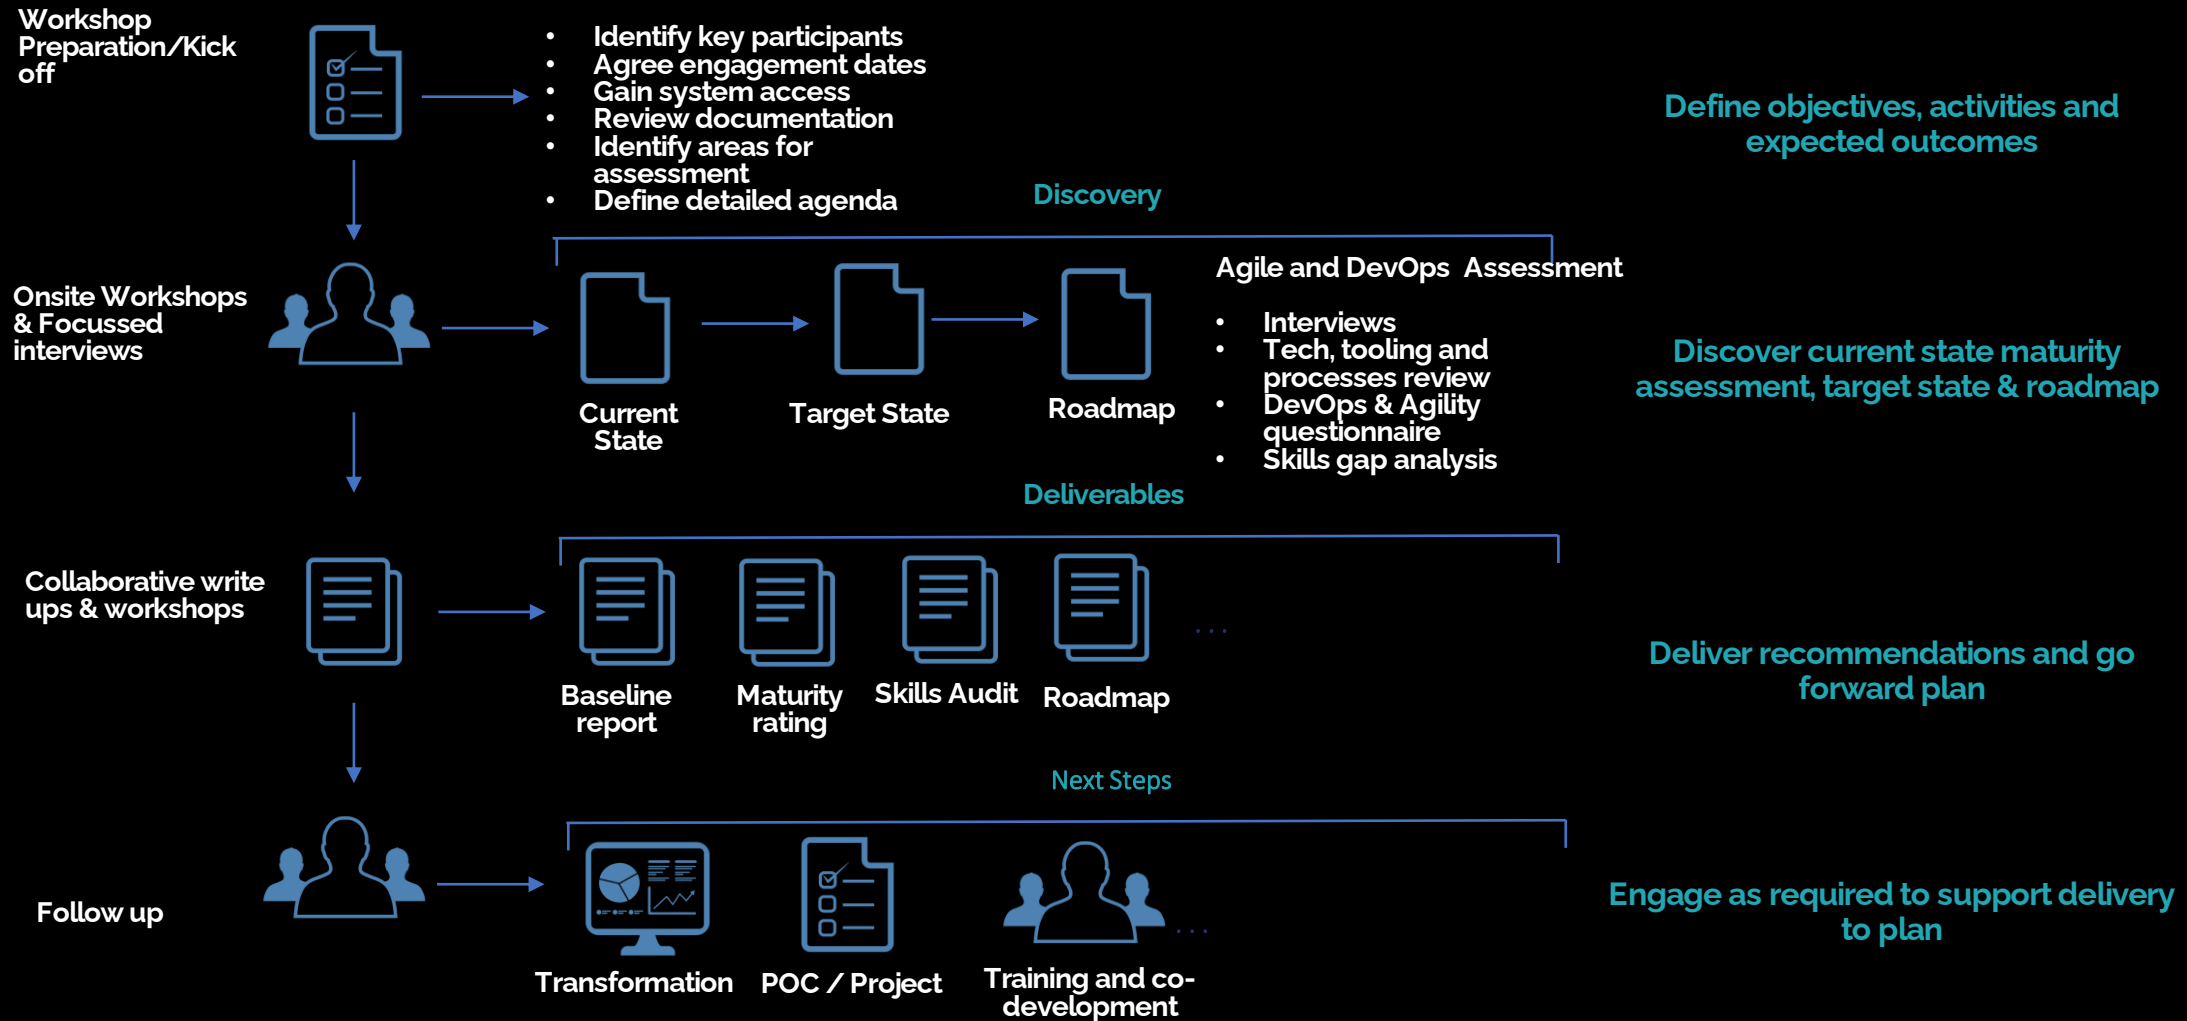 Workshop
Preparation/Kick
off
• Identify key participants
• Agree engagement dates
• Gain system access
• Review documentation
• Identify areas for
assessment
• Define detailed agenda
Define objectives, activities and
expected outcomes
Discovery
Onsite Workshops
& Focussed
interviews
Current
State
Target State
Roadmap
Agile and DevOps  Assessment
• Interviews
• Tech, tooling and
processes review
• DevOps & Agility
questionnaire
• Skills gap analysis
Discover current state maturity
assessment, target state & roadmap
Deliverables
Collaborative write
ups & workshops
Baseline
report
Maturity
rating
Skills Audit
Roadmap
...
Deliver recommendations and go
forward plan
Next Steps
Follow up
Transformation
POC / Project
Training and co-
development
...
Engage as required to support delivery
to plan